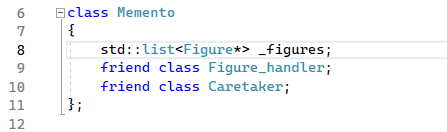 6 class Memento
7 {
8 std::list<Figure*> _figures;
9 friend class Figure_handler;
10 friend class Caretaker;
11 };
12